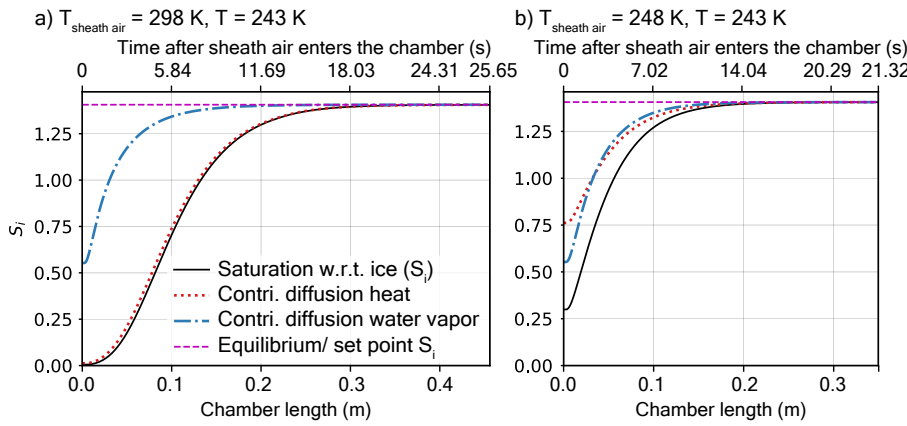 a) T sheath air = 298 K, T = 243 K
Time after sheath air enters the chamber (s)
0 5.84 11.69 18.03 24.31 25.65
1.25
1.00
0.75
0.50
0.25
0.00
S_i
Saturation w.r.t. ice (S_i)
Contri. diffusion heat
Contri. diffusion water vapor
Equilibrium/ set point S_i
0.0 0.1 0.2 0.3 0.4
Chamber length (m)
b) T sheath air = 248 K, T = 243 K
Time after sheath air enters the chamber (s)
0 7.02 14.04 20.29 21.32
1.25
1.00
0.75
0.50
0.25
0.00
0.0 0.1 0.2 0.3
Chamber length (m)